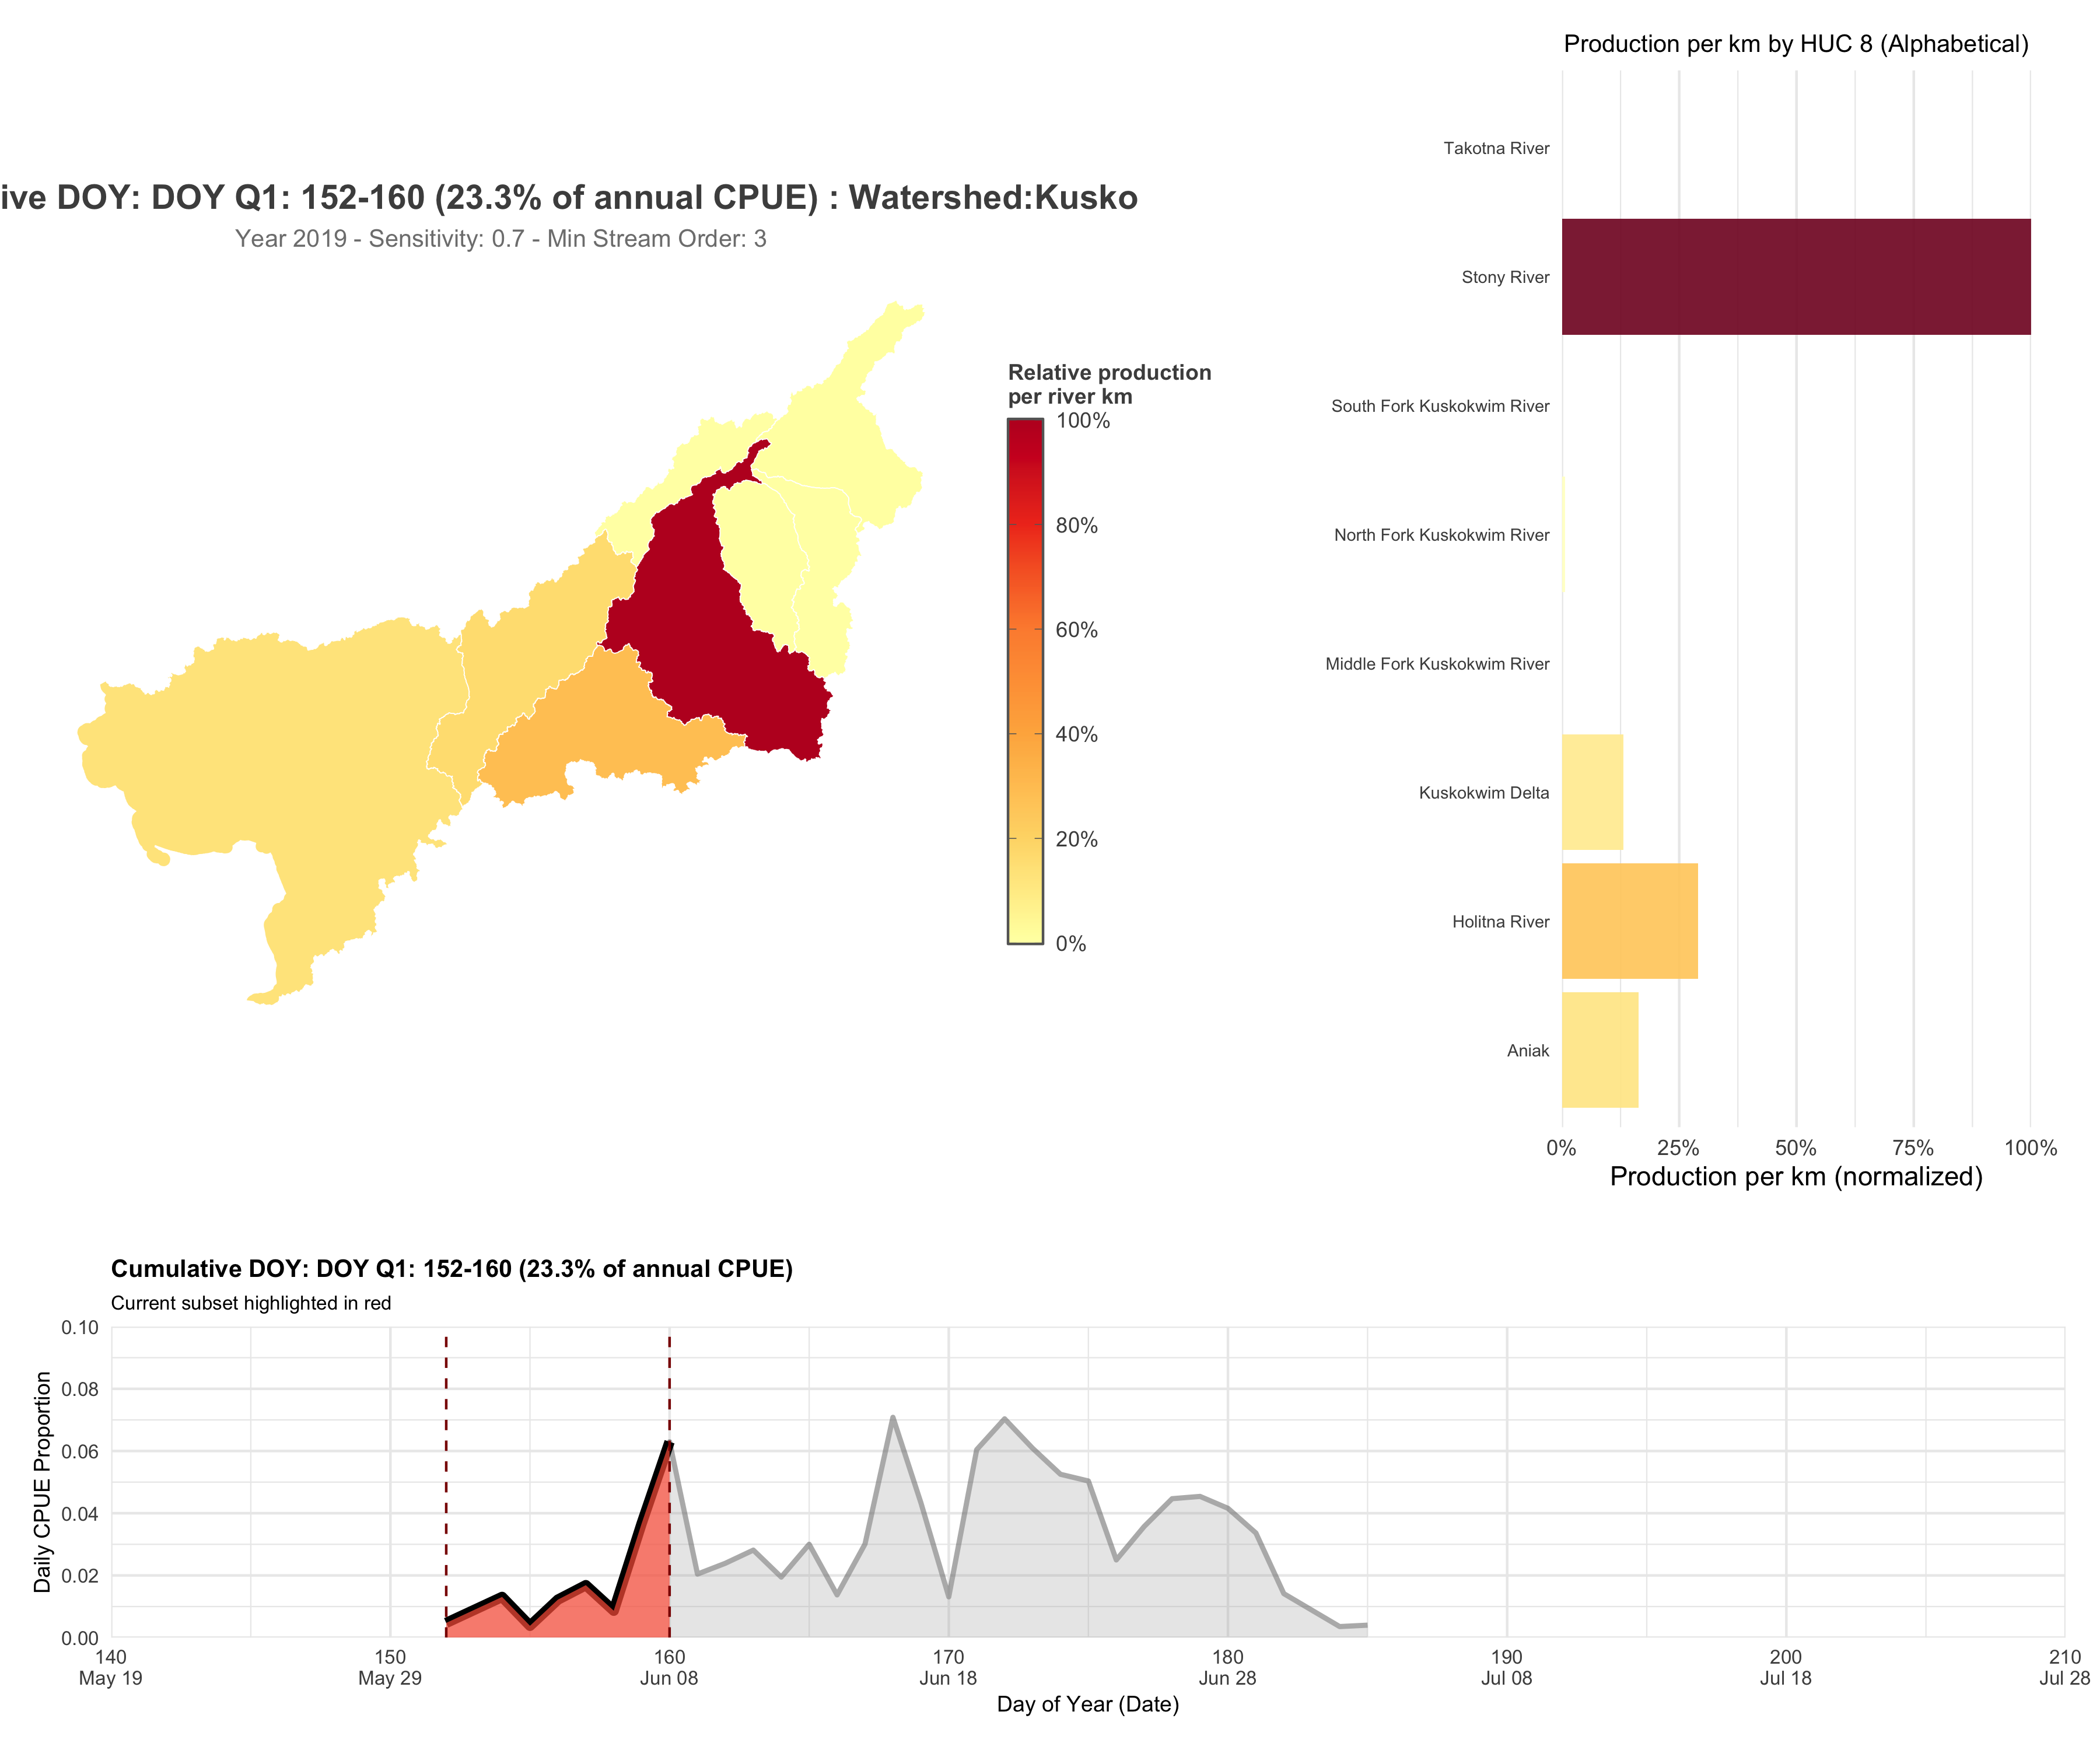 Production per km by HUC 8 (Alphabetical)
Takotna River
Stony River
South Fork Kuskokwim River
North Fork Kuskokwim River
Middle Fork Kuskokwim River
Kuskokwim Delta
Holitna River
Aniak
0% 25% 50% 75% 100%
Production per km (normalized)
ive DOY: DOY Q1: 152-160 (23.3% of annual CPUE) : Watershed:Kusko
Year 2019 - Sensitivity: 0.7 - Min Stream Order: 3
Relative production
per river km
100%
80%
60%
40%
20%
0%
Cumulative DOY: DOY Q1: 152-160 (23.3% of annual CPUE)
Current subset highlighted in red
Daily CPUE Proportion
0.10
0.08
0.06
0.04
0.02
0.00
140 150 160 170 180 190 200 210
May 19 May 29 Jun 08 Jun 18 Jun 28 Jul 08 Jul 18 Jul 28
Day of Year (Date)